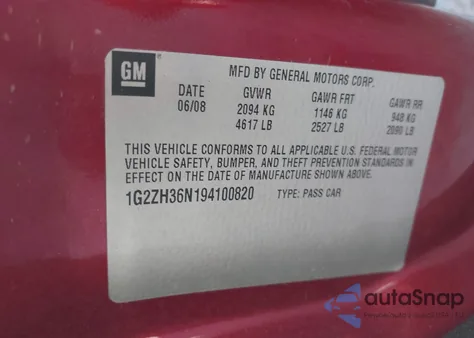 GM
MFD BY GENERAL MOTORS CORP.
DATE GVWR GAWR FRT GAWR RR
06/08 2094 KG 1146 KG 948 KG
4617 LB 2527 LB 2090 LB
THIS VEHICLE CONFORMS TO ALL APPLICABLE U.S. FEDERAL MOTOR
VEHICLE SAFETY, BUMPER, AND THEFT PREVENTION STANDARDS IN
EFFECT ON THE DATE OF MANUFACTURE SHOWN ABOVE.
1G2ZH36N194100820 TYPE: PASS CAR
autoSnap